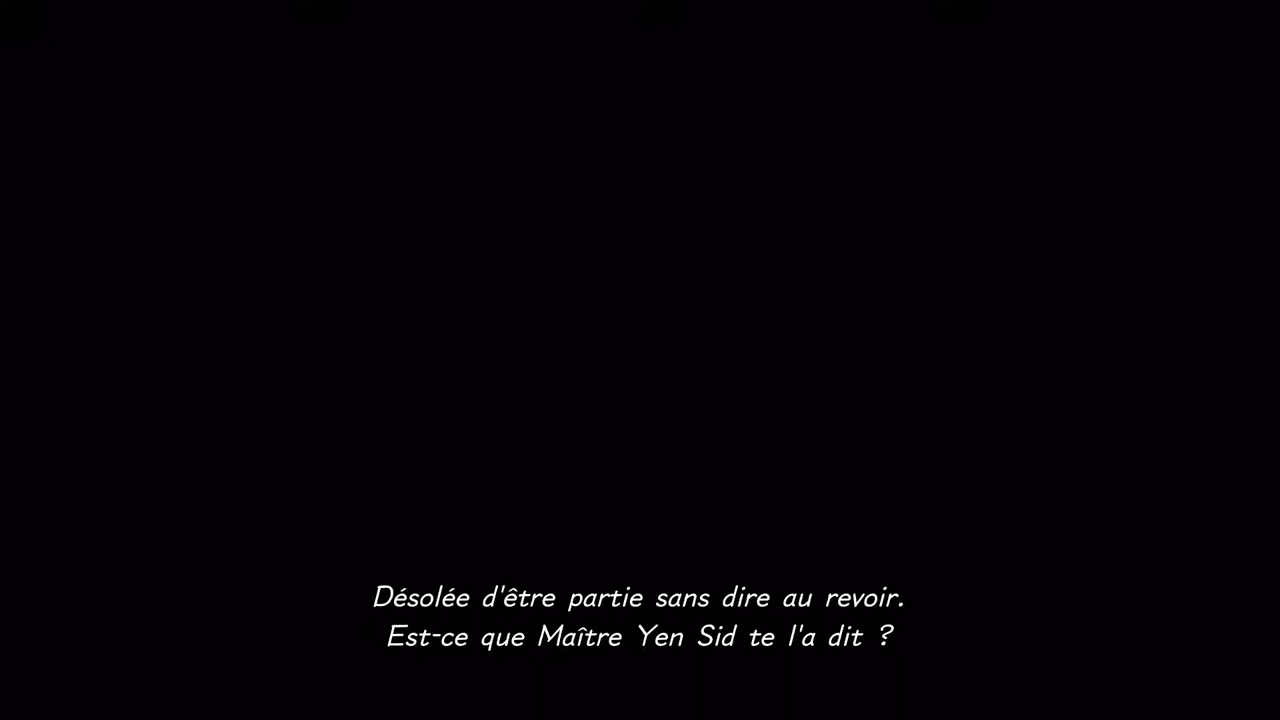 Désolée d'être partie sans dire au revoir.
Est-ce que Maître Yen Sid te l'a dit ?